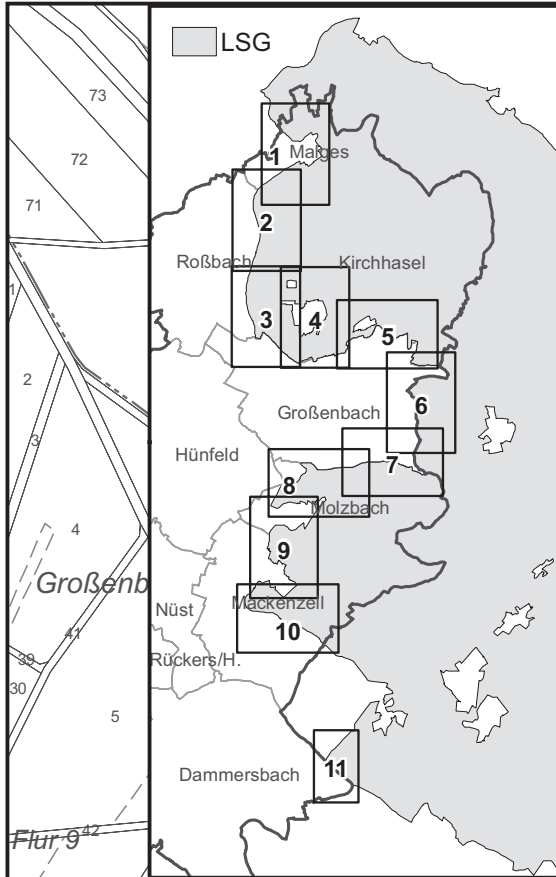 73
72
71
1
2
3
4
Großenb
41
39
30
5
Flur 9
42
LSG
1
Malges
2
Roßbach
Kirchhasel
3
4
5
Großenbach
6
Hünfeld
7
8
Molzbach
9
Nüst
Mackenzell
10
Rückers/H.
11
Dammersbach